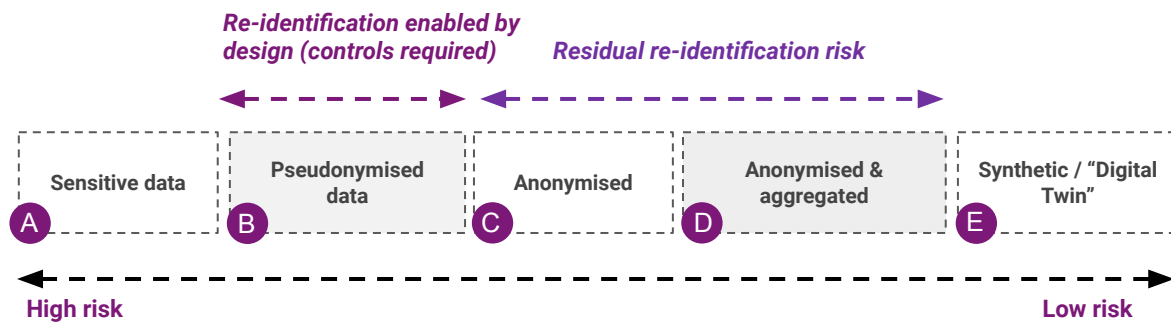 Re-identification enabled by
design (controls required)
Residual re-identification risk
Sensitive data
Pseudonymised
data
Anonymised
Anonymised &
aggregated
Synthetic / “Digital
Twin”
A
B
C
D
E
High risk
Low risk